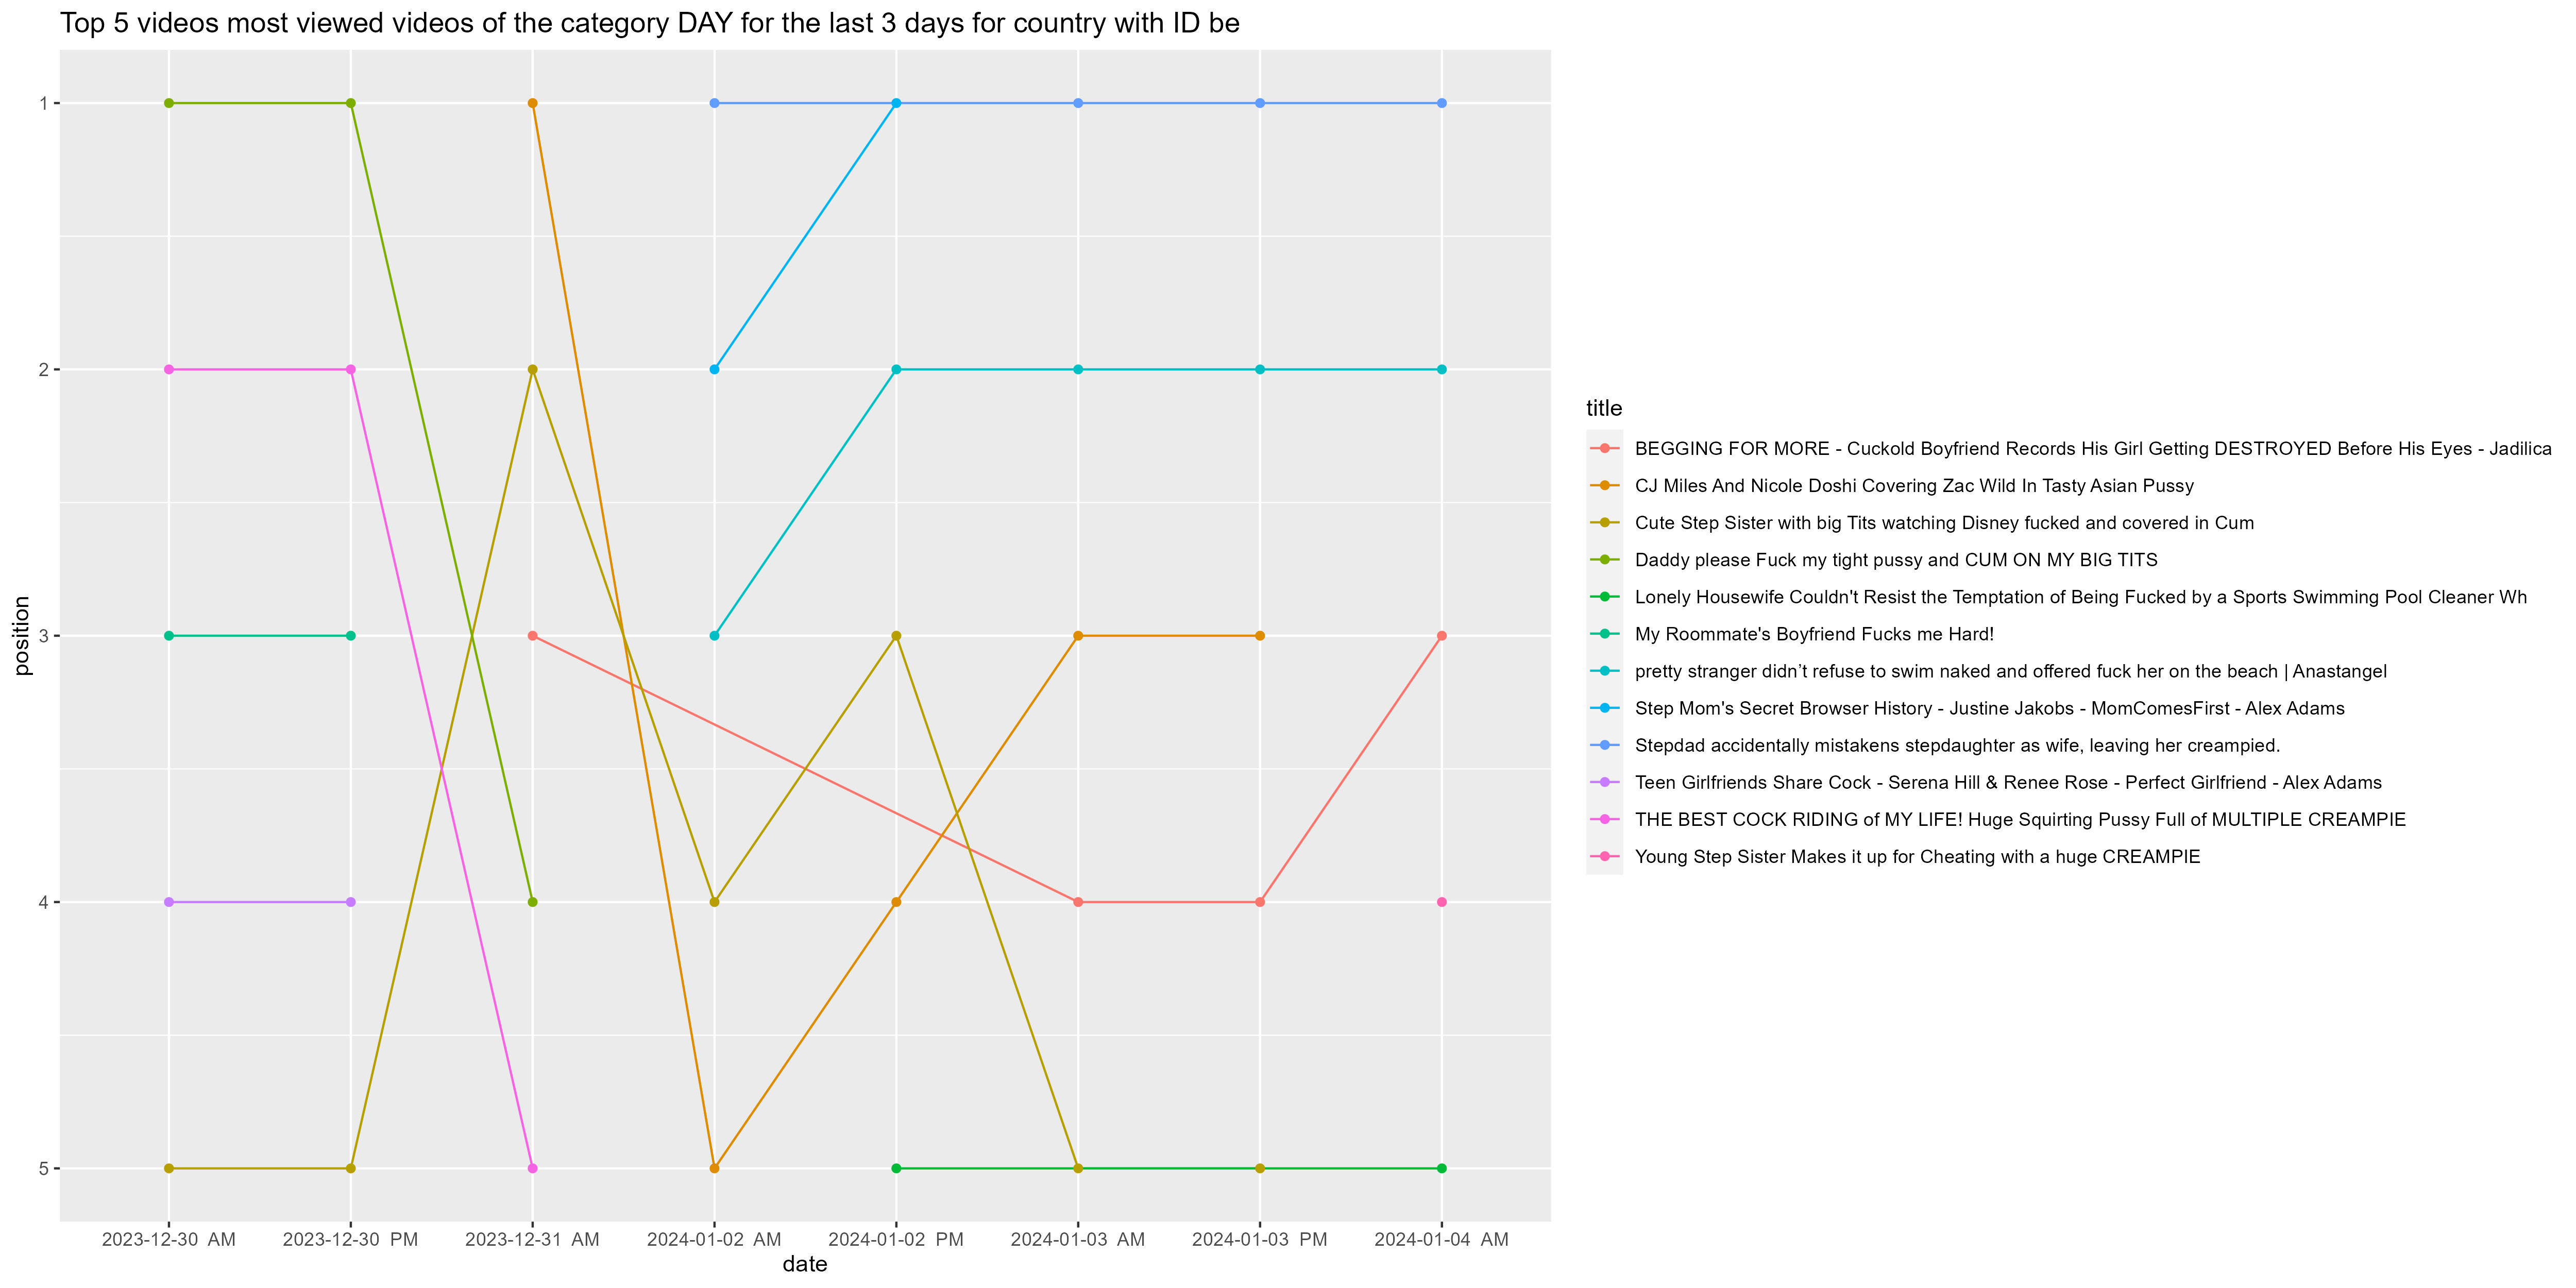 Top 5 videos most viewed videos of the category DAY for the last 3 days for country with ID be
1
2
3
4
5
position
2023-12-30 AM
2023-12-30 PM
2023-12-31 AM
2024-01-02 AM
2024-01-02 PM
2024-01-03 AM
2024-01-03 PM
2024-01-04 AM
date
title
BEGGING FOR MORE - Cuckold Boyfriend Records His Girl Getting DESTROYED Before His Eyes - Jadilica
CJ Miles And Nicole Doshi Covering Zac Wild In Tasty Asian Pussy
Cute Step Sister with big Tits watching Disney fucked and covered in Cum
Daddy please Fuck my tight pussy and CUM ON MY BIG TITS
Lonely Housewife Couldn't Resist the Temptation of Being Fucked by a Sports Swimming Pool Cleaner Wh
My Roommate's Boyfriend Fucks me Hard!
pretty stranger didn’t refuse to swim naked and offered fuck her on the beach | Anastangel
Step Mom's Secret Browser History - Justine Jakobs - MomComesFirst - Alex Adams
Stepdad accidentally mistakens stepdaughter as wife, leaving her creampied.
Teen Girlfriends Share Cock - Serena Hill & Renee Rose - Perfect Girlfriend - Alex Adams
THE BEST COCK RIDING of MY LIFE! Huge Squirting Pussy Full of MULTIPLE CREAMPIE
Young Step Sister Makes it up for Cheating with a huge CREAMPIE